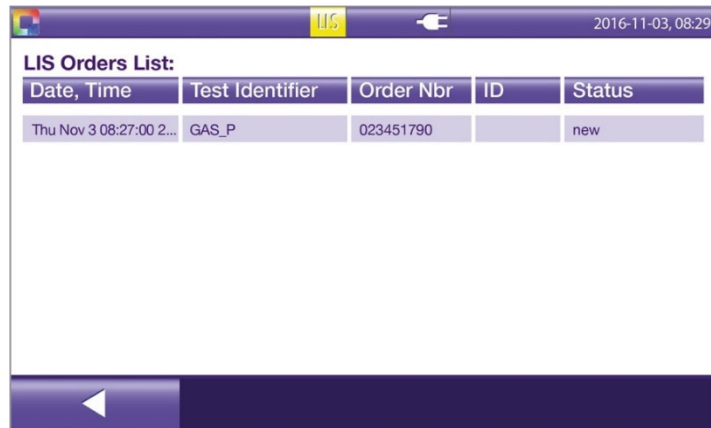 LIS 2016-11-03, 08:29
LIS Orders List:
Date, Time Test Identifier Order Nbr ID Status
Thu Nov 3 08:27:00 2... GAS_P 023451790 new